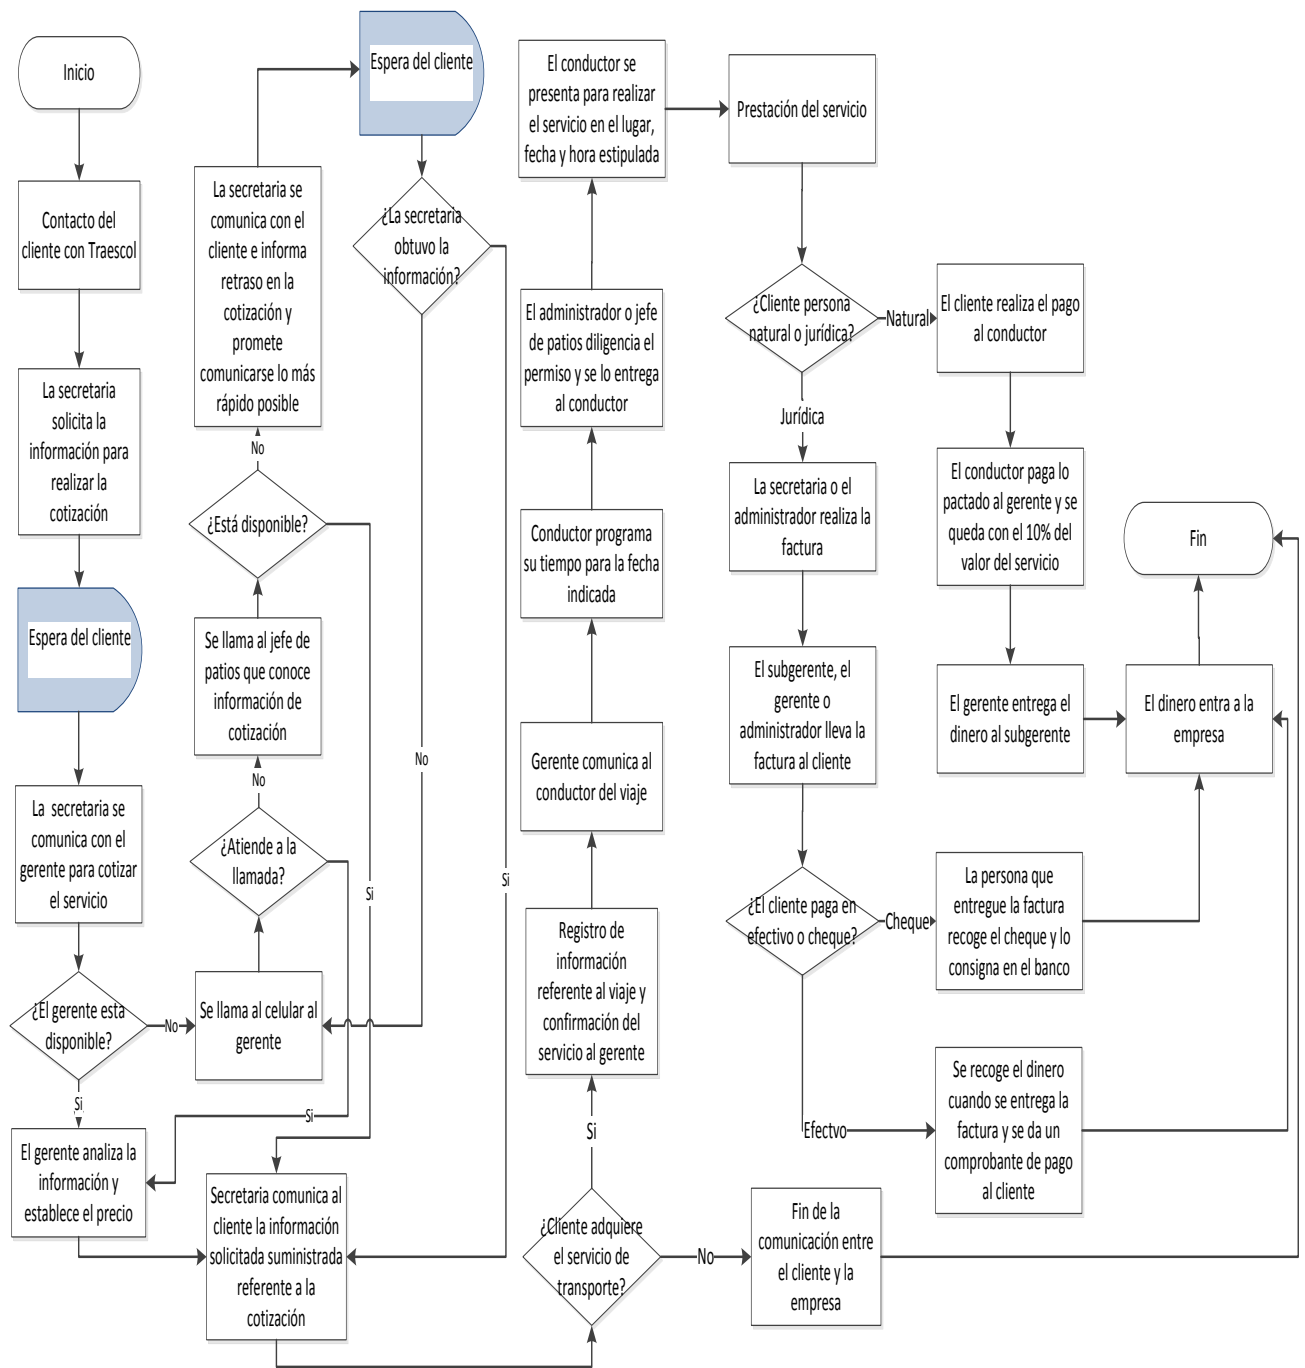 Inicio
Contacto del
cliente con Traescol
La secretaria
solicita la
información para
realizar la
cotización
Espera del cliente
La  secretaria se
comunica con el
gerente para cotizar
el servicio
¿El gerente esta
disponible?
No
Si
El gerente analiza la
información y
establece el precio
Se llama al celular al
gerente
¿Atiende a la
llamada?
No
Si
Se llama al jefe de
patios que conoce
información de
cotización
¿Está disponible?
No
Si
La secretaria se
comunica con el
cliente e informa
retraso en la
cotización y
promete
comunicarse lo más
rápido posible
Espera del cliente
¿La secretaria
obtuvo la
información?
No
Si
Secretaria comunica al
cliente la información
solicitada suministrada
referente a la
cotización
¿Cliente adquiere
el servicio de
transporte?
No
Si
Fin de la
comunicación entre
el cliente y la
empresa
Registro de
información
referente al viaje y
confirmación del
servicio al gerente
Gerente comunica al
conductor del viaje
Conductor programa
su tiempo para la fecha
indicada
El administrador o jefe
de patios diligencia el
permiso y se lo entrega
al conductor
El conductor se
presenta para realizar
el servicio en el lugar,
fecha y hora estipulada
Prestación del servicio
¿Cliente persona
natural o jurídica?
Natural
Jurídica
El cliente realiza el pago
al conductor
El conductor paga lo
pactado al gerente y se
queda con el 10% del
valor del servicio
El gerente entrega el
dinero al subgerente
El dinero entra a la
empresa
Fin
La secretaria o el
administrador realiza la
factura
El subgerente, el
gerente o
administrador lleva la
factura al cliente
¿El cliente paga en
efectivo o cheque?
Cheque
Efectvo
La persona que
entregue la factura
recoge el cheque y lo
consigna en el banco
Se recoge el dinero
cuando se entrega la
factura y se da un
comprobante de pago
al cliente